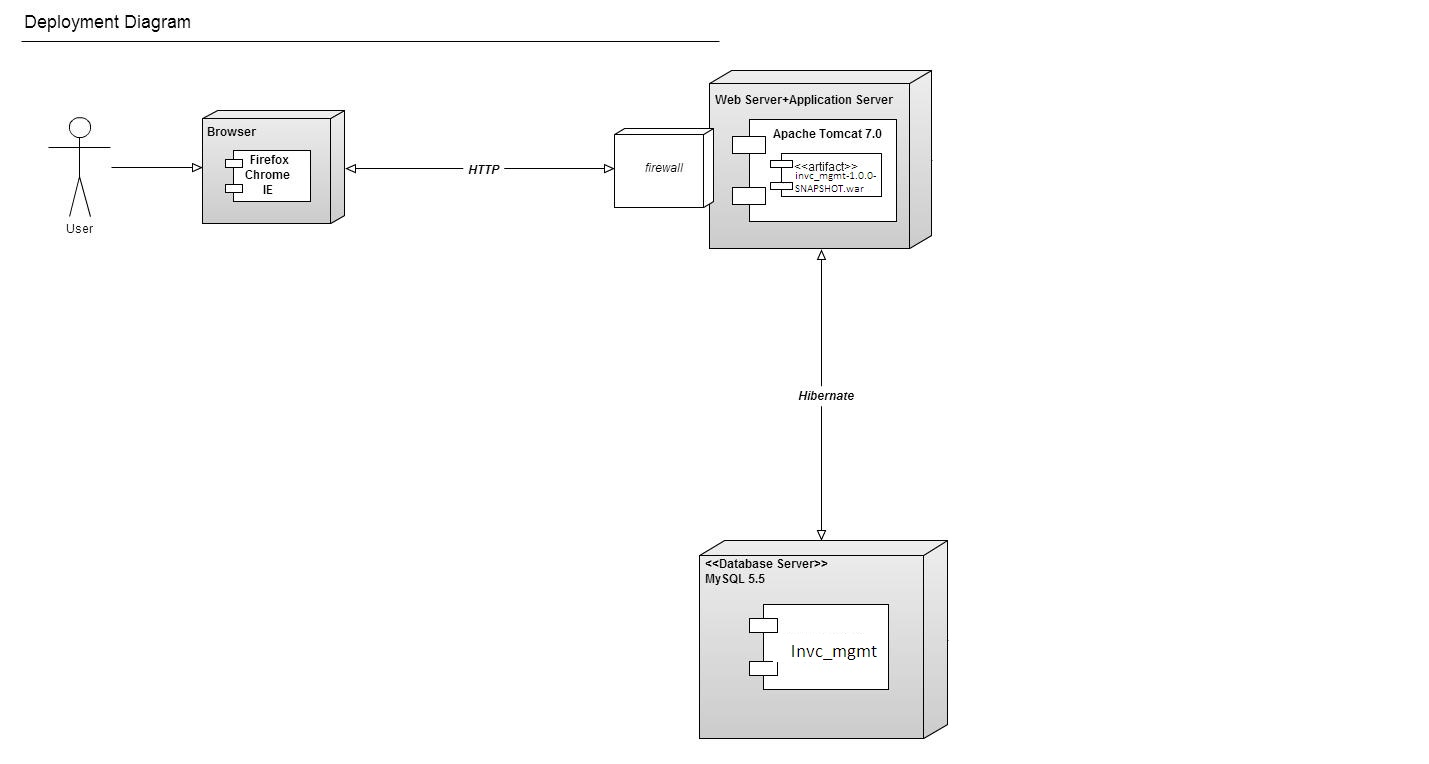 Deployment Diagram
Web Server+Application Server
Browser
Apache Tomcat 7.0
Firefox
Chrome
IE
HTTP
firewall
<<artifact>>
invc_mgmt-1.0.0-
SNAPSHOT.war
User
Hibernate
<<Database Server>>
MySQL 5.5
Invc_mgmt